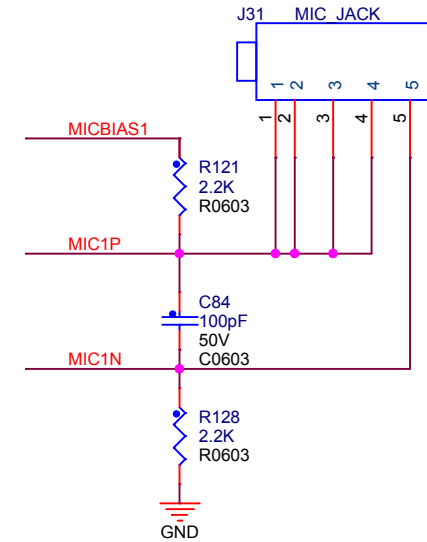 J31 MIC_JACK
1 2 3 4 5
1 2 3 4 5
MICBIAS1
R121
2.2K
R0603
MIC1P
C84
100pF
50V
C0603
MIC1N
R128
2.2K
R0603
GND